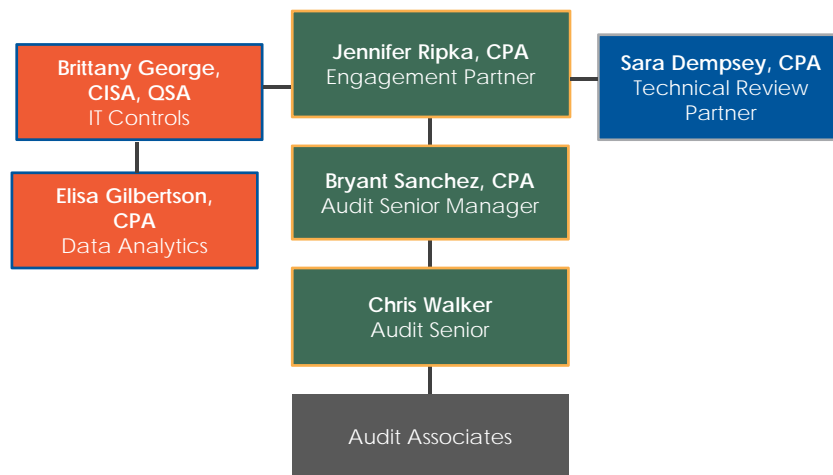 Jennifer Ripka, CPA
Engagement Partner
Brittany George,
CISA, QSA
IT Controls
Sara Dempsey, CPA
Technical Review
Partner
Bryant Sanchez, CPA
Audit Senior Manager
Elisa Gilbertson,
CPA
Data Analytics
Chris Walker
Audit Senior
Audit Associates